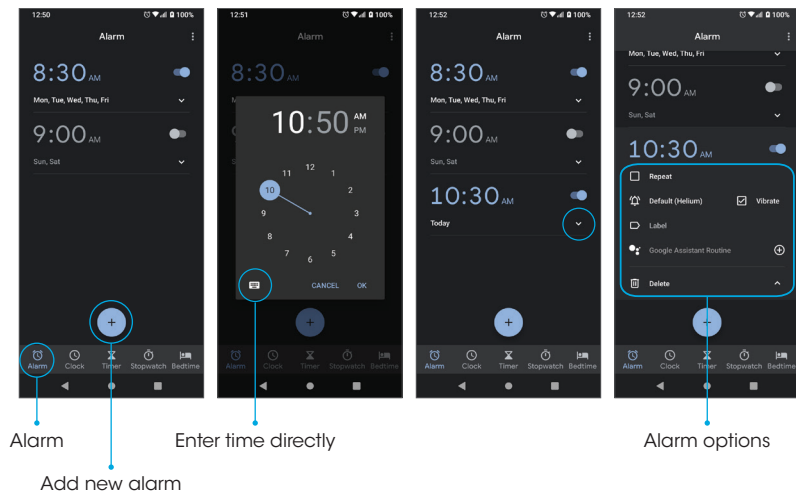 12:50 100%
Alarm
8:30 AM
Mon, Tue, Wed, Thu, Fri
9:00 AM
Sun, Sat
+
Alarm Clock Timer Stopwatch Bedtime
12:51 100%
Alarm
8:30 AM
M
9
S
10:50 AM
PM
12
11 1
10 2
9 3
8 4
7 5
6
CANCEL OK
+
Alarm Clock Timer Stopwatch Bedtime
12:52 100%
Alarm
8:30 AM
Mon, Tue, Wed, Thu, Fri
9:00 AM
Sun, Sat
10:30 AM
Today
+
Alarm Clock Timer Stopwatch Bedtime
12:52 100%
Alarm
Mon, Tue, Wed, Thu, Fri
9:00 AM
Sun, Sat
10:30 AM
Repeat
Default (Helium) Vibrate
Label
Google Assistant Routine
Delete
+
Alarm Clock Timer Stopwatch Bedtime
Alarm
Add new alarm
Enter time directly
Alarm options